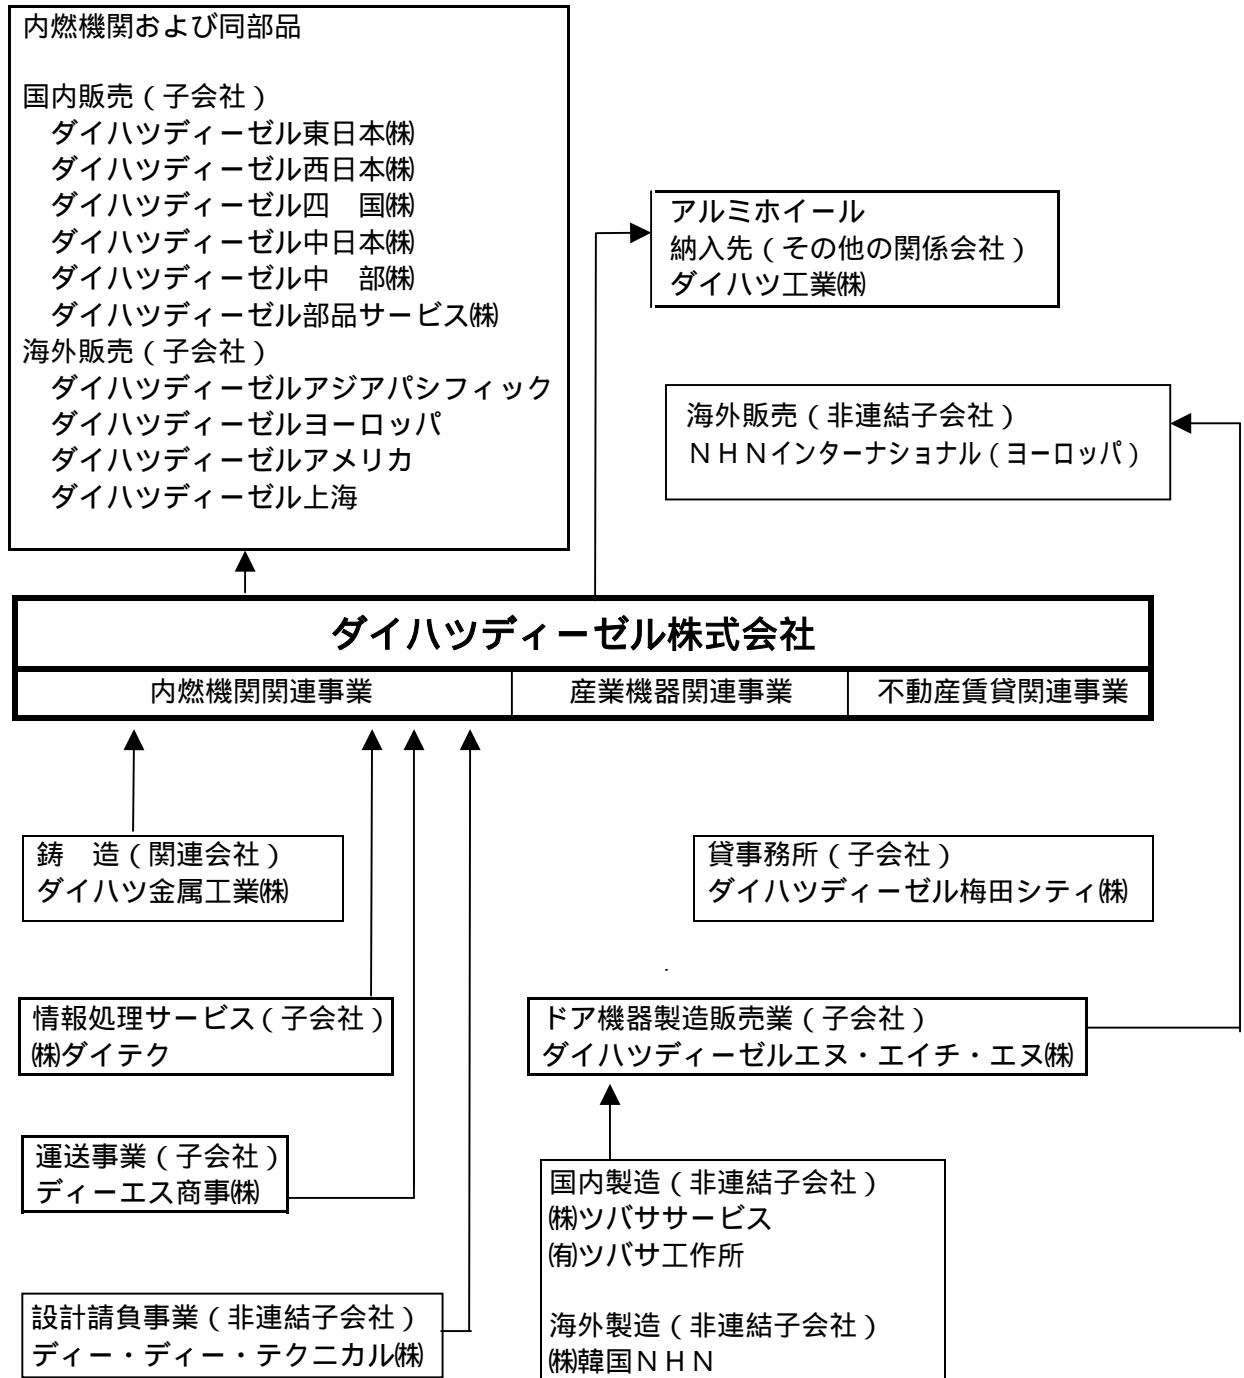 内燃機関および同部品
国内販売（子会社）
ダイハツディーゼル東日本㈱
ダイハツディーゼル西日本㈱
ダイハツディーゼル四　国㈱
ダイハツディーゼル中日本㈱
ダイハツディーゼル中　部㈱
ダイハツディーゼル部品サービス㈱
海外販売（子会社）
ダイハツディーゼルアジアパシフィック
ダイハツディーゼルヨーロッパ
ダイハツディーゼルアメリカ
ダイハツディーゼル上海
アルミホイール
納入先（その他の関係会社）
ダイハツ工業㈱
海外販売（非連結子会社）
ＮＨＮインターナショナル（ヨーロッパ）
ダイハツディーゼル株式会社
内燃機関関連事業
産業機器関連事業
不動産賃貸関連事業
鋳　造（関連会社）
ダイハツ金属工業㈱
貸事務所（子会社）
ダイハツディーゼル梅田シティ㈱
情報処理サービス（子会社）
㈱ダイテク
ドア機器製造販売業（子会社）
ダイハツディーゼルエヌ・エイチ・エヌ㈱
運送事業（子会社）
ディーエス商事㈱
国内製造（非連結子会社）
㈱ツバササービス
㈲ツバサ工作所
海外製造（非連結子会社）
㈱韓国ＮＨＮ
設計請負事業（非連結子会社）
ディー・ディー・テクニカル㈱